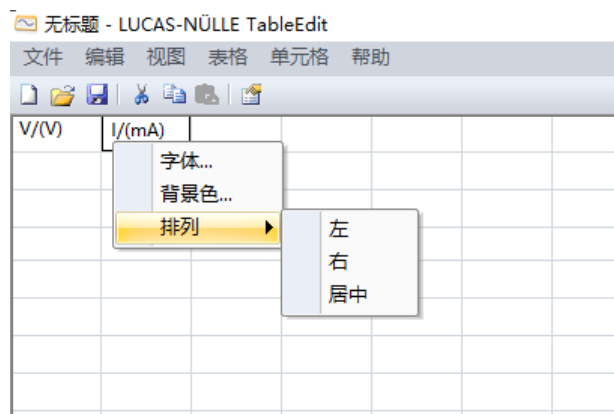 无标题 - LUCAS-NÜLLE TableEdit
文件 编辑 视图 表格 单元格 帮助
V/(V) I/(mA)
字体...
背景色...
排列
左
右
居中